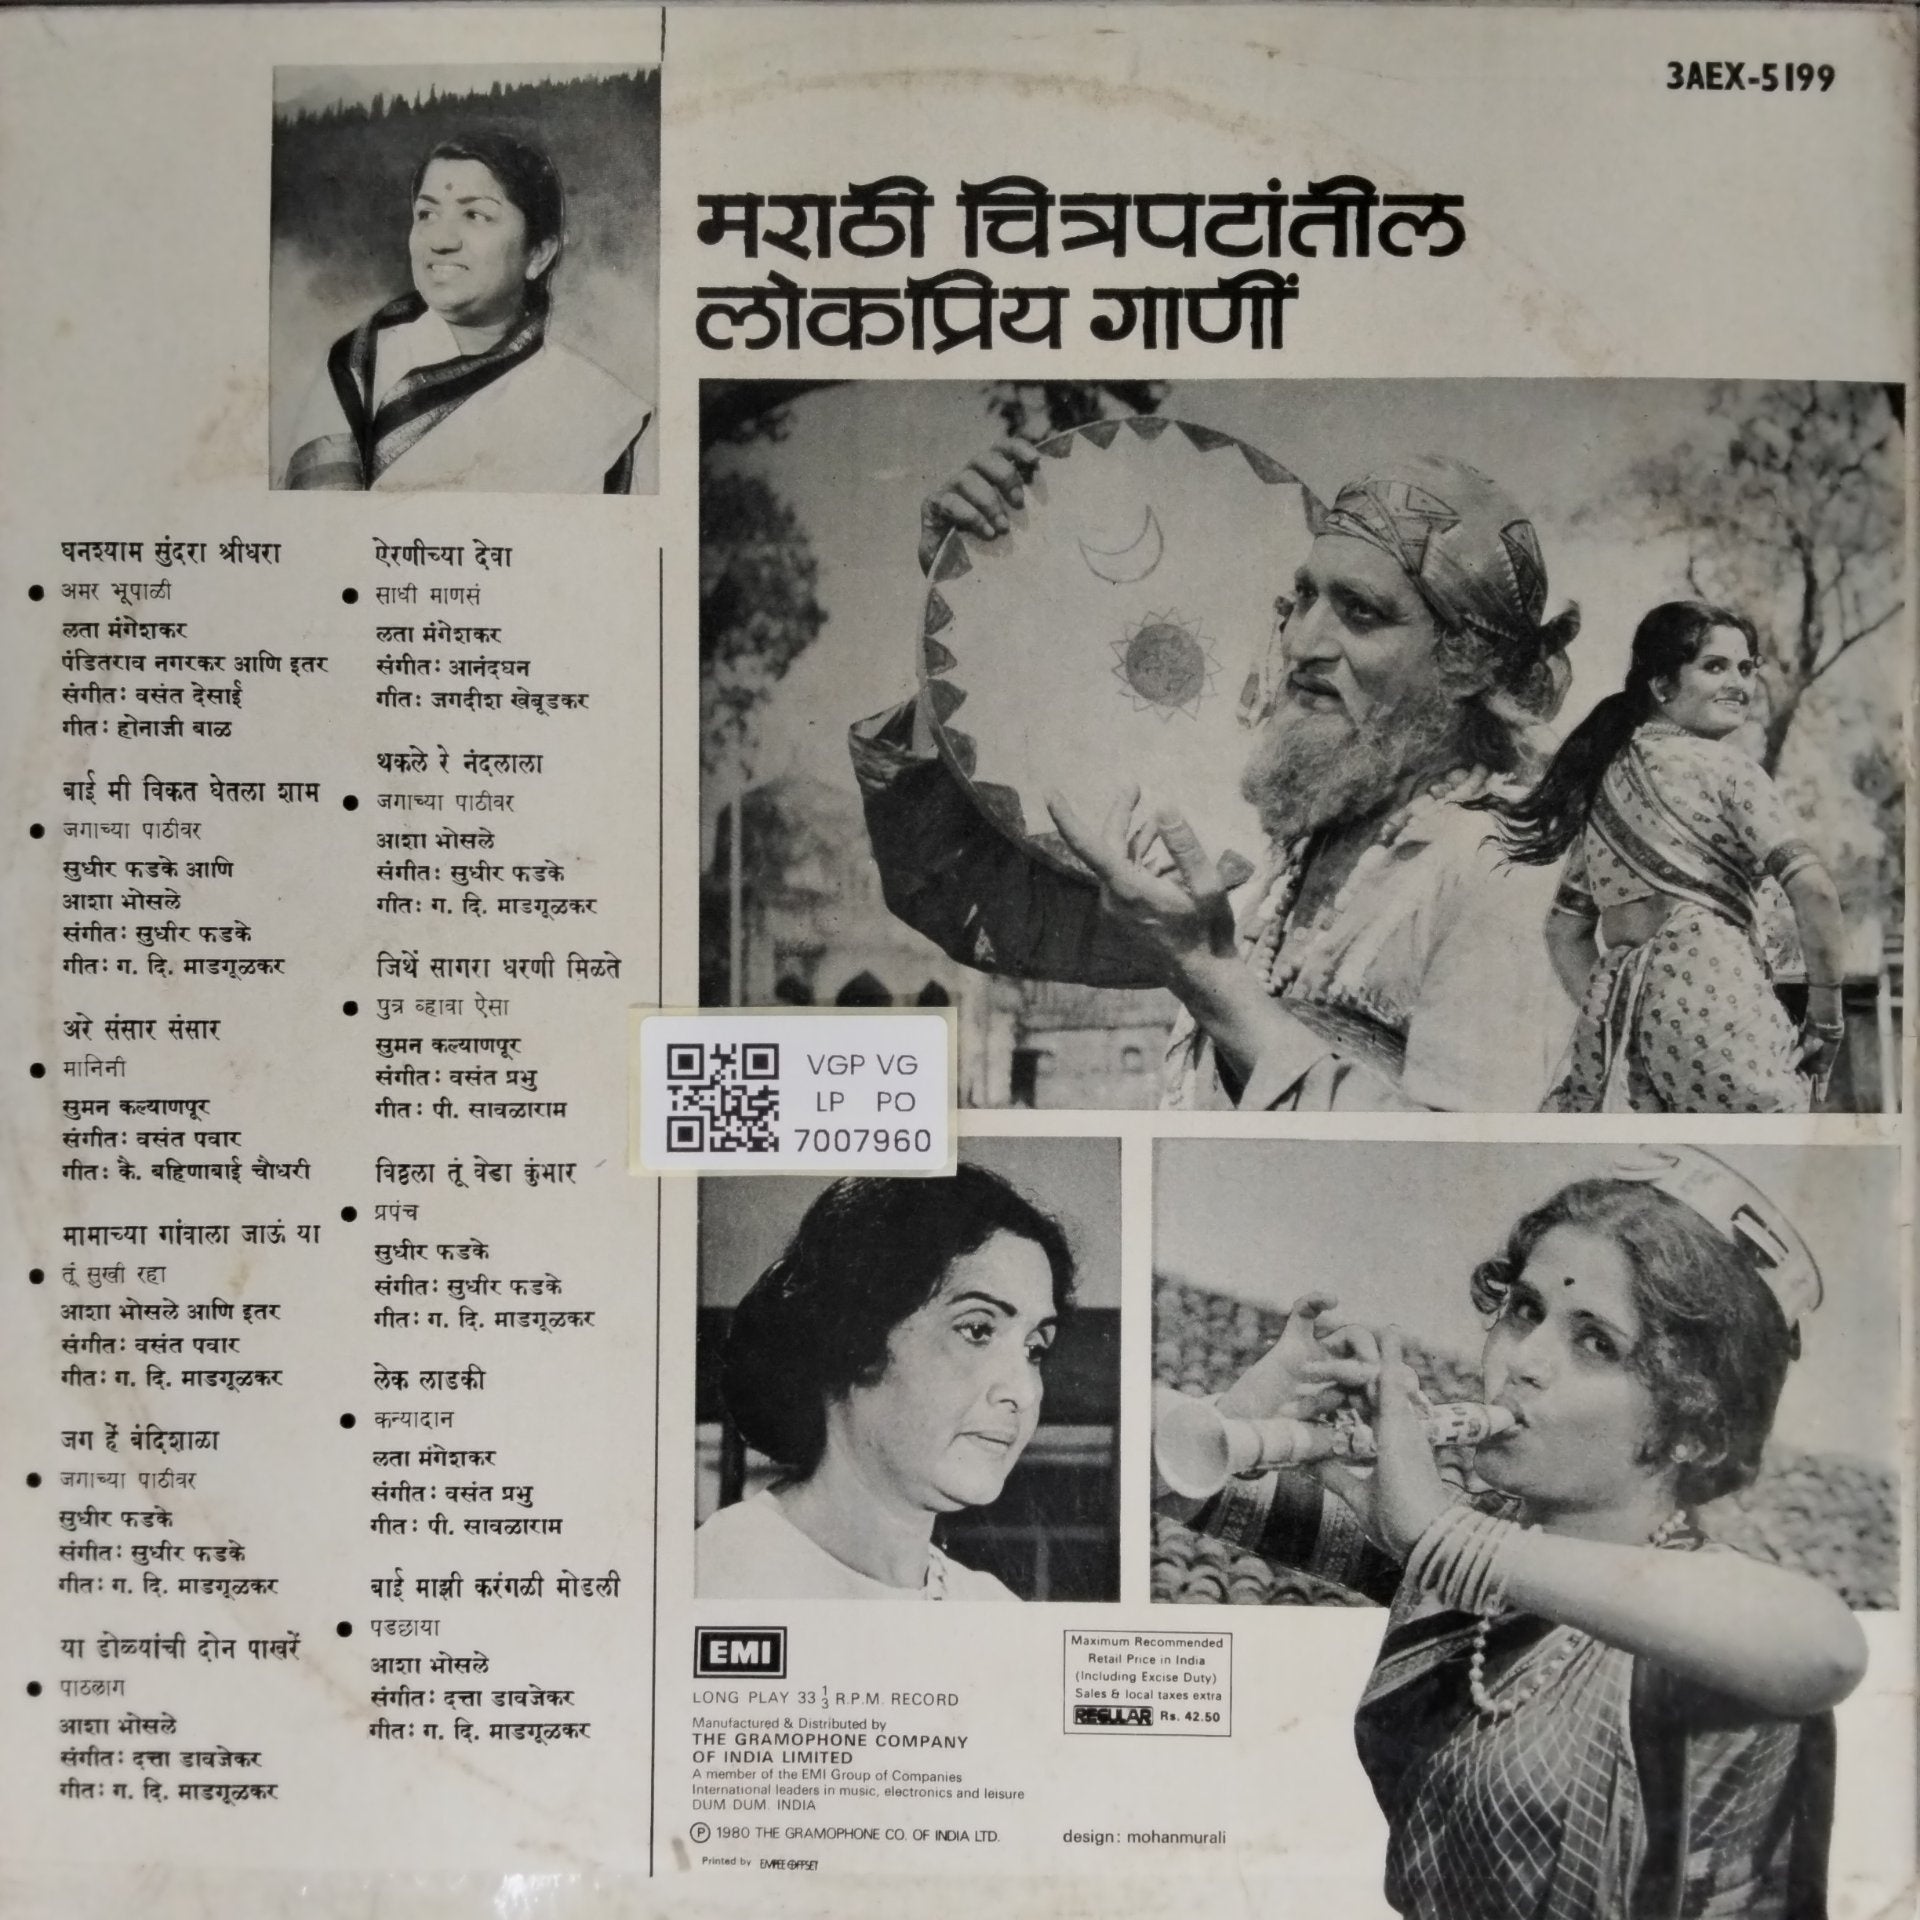 3AEX-5199
मराठी चित्रपटांतील
लोकप्रिय गाणीं
घनश्याम सुंदरा श्रीधरा
● अमर भूपाळी
लता मंगेशकर
पंडितराव नगरकर आणि इतर
संगीत: वसंत देसाई
गीत: होनाजी बाळ
बाई मी विकत घेतला शाम
● जगाच्या पाठीवर
सुधीर फडके आणि
आशा भोसले
संगीत: सुधीर फडके
गीत: ग. दि. माडगूळकर
अरे संसार संसार
● मानिनी
सुमन कल्याणपूर
संगीत: वसंत पवार
गीत: कै. बहिणाबाई चौधरी
मामाच्या गांवाला जाऊं या
● तूं सुखी रहा
आशा भोसले आणि इतर
संगीत: वसंत पवार
गीत: ग. दि. माडगूळकर
जग हें बंदिशाळा
● जगाच्या पाठीवर
सुधीर फडके
संगीत: सुधीर फडके
गीत: ग. दि. माडगूळकर
या डोळ्यांची दोन पाखरें
● पाठलाग
आशा भोसले
संगीत: दत्ता डावजेकर
गीत: ग. दि. माडगूळकर
ऐरणीच्या देवा
● साधी माणसं
लता मंगेशकर
संगीत: आनंदघन
गीत: जगदीश खेबूडकर
थकले रे नंदलाला
● जगाच्या पाठीवर
आशा भोसले
संगीत: सुधीर फडके
गीत: ग. दि. माडगूळकर
जिथें सागरा धरणी मिळते
● पुत्र व्हावा ऐसा
सुमन कल्याणपूर
संगीत: वसंत प्रभु
गीत: पी. सावळाराम
विठ्ठला तूं वेडा कुंभार
● प्रपंच
सुधीर फडके
संगीत: सुधीर फडके
गीत: ग. दि. माडगूळकर
लेक लाडकी
● कन्यादान
लता मंगेशकर
संगीत: वसंत प्रभु
गीत: पी. सावळाराम
बाई माझी करंगळी मोडली
● पडछाया
आशा भोसले
संगीत: दत्ता डावजेकर
गीत: ग. दि. माडगूळकर
VGP VG
LP PO
7007960
EMI
LONG PLAY 33 1/3 R.P.M. RECORD
Manufactured & Distributed by
THE GRAMOPHONE COMPANY
OF INDIA LIMITED
A member of the EMI Group of Companies
International leaders in music, electronics and leisure
DUM DUM. INDIA
Ⓟ 1980 THE GRAMOPHONE CO. OF INDIA LTD.
Printed by EMPEE OFFSET
Maximum Recommended
Retail Price in India
(Including Excise Duty)
Sales & local taxes extra
REGULAR Rs. 42.50
design: mohanmurali